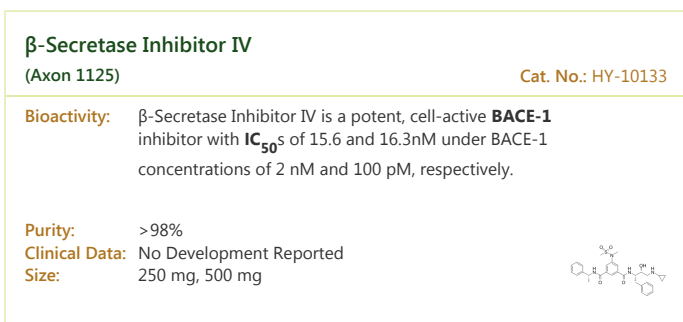 β-Secretase Inhibitor IV
(Axon 1125)
Cat. No.: HY-10133
Bioactivity: β-Secretase Inhibitor IV is a potent, cell-active BACE-1
inhibitor with IC50s of 15.6 and 16.3nM under BACE-1
concentrations of 2 nM and 100 pM, respectively.
Purity: >98%
Clinical Data: No Development Reported
Size: 250 mg, 500 mg